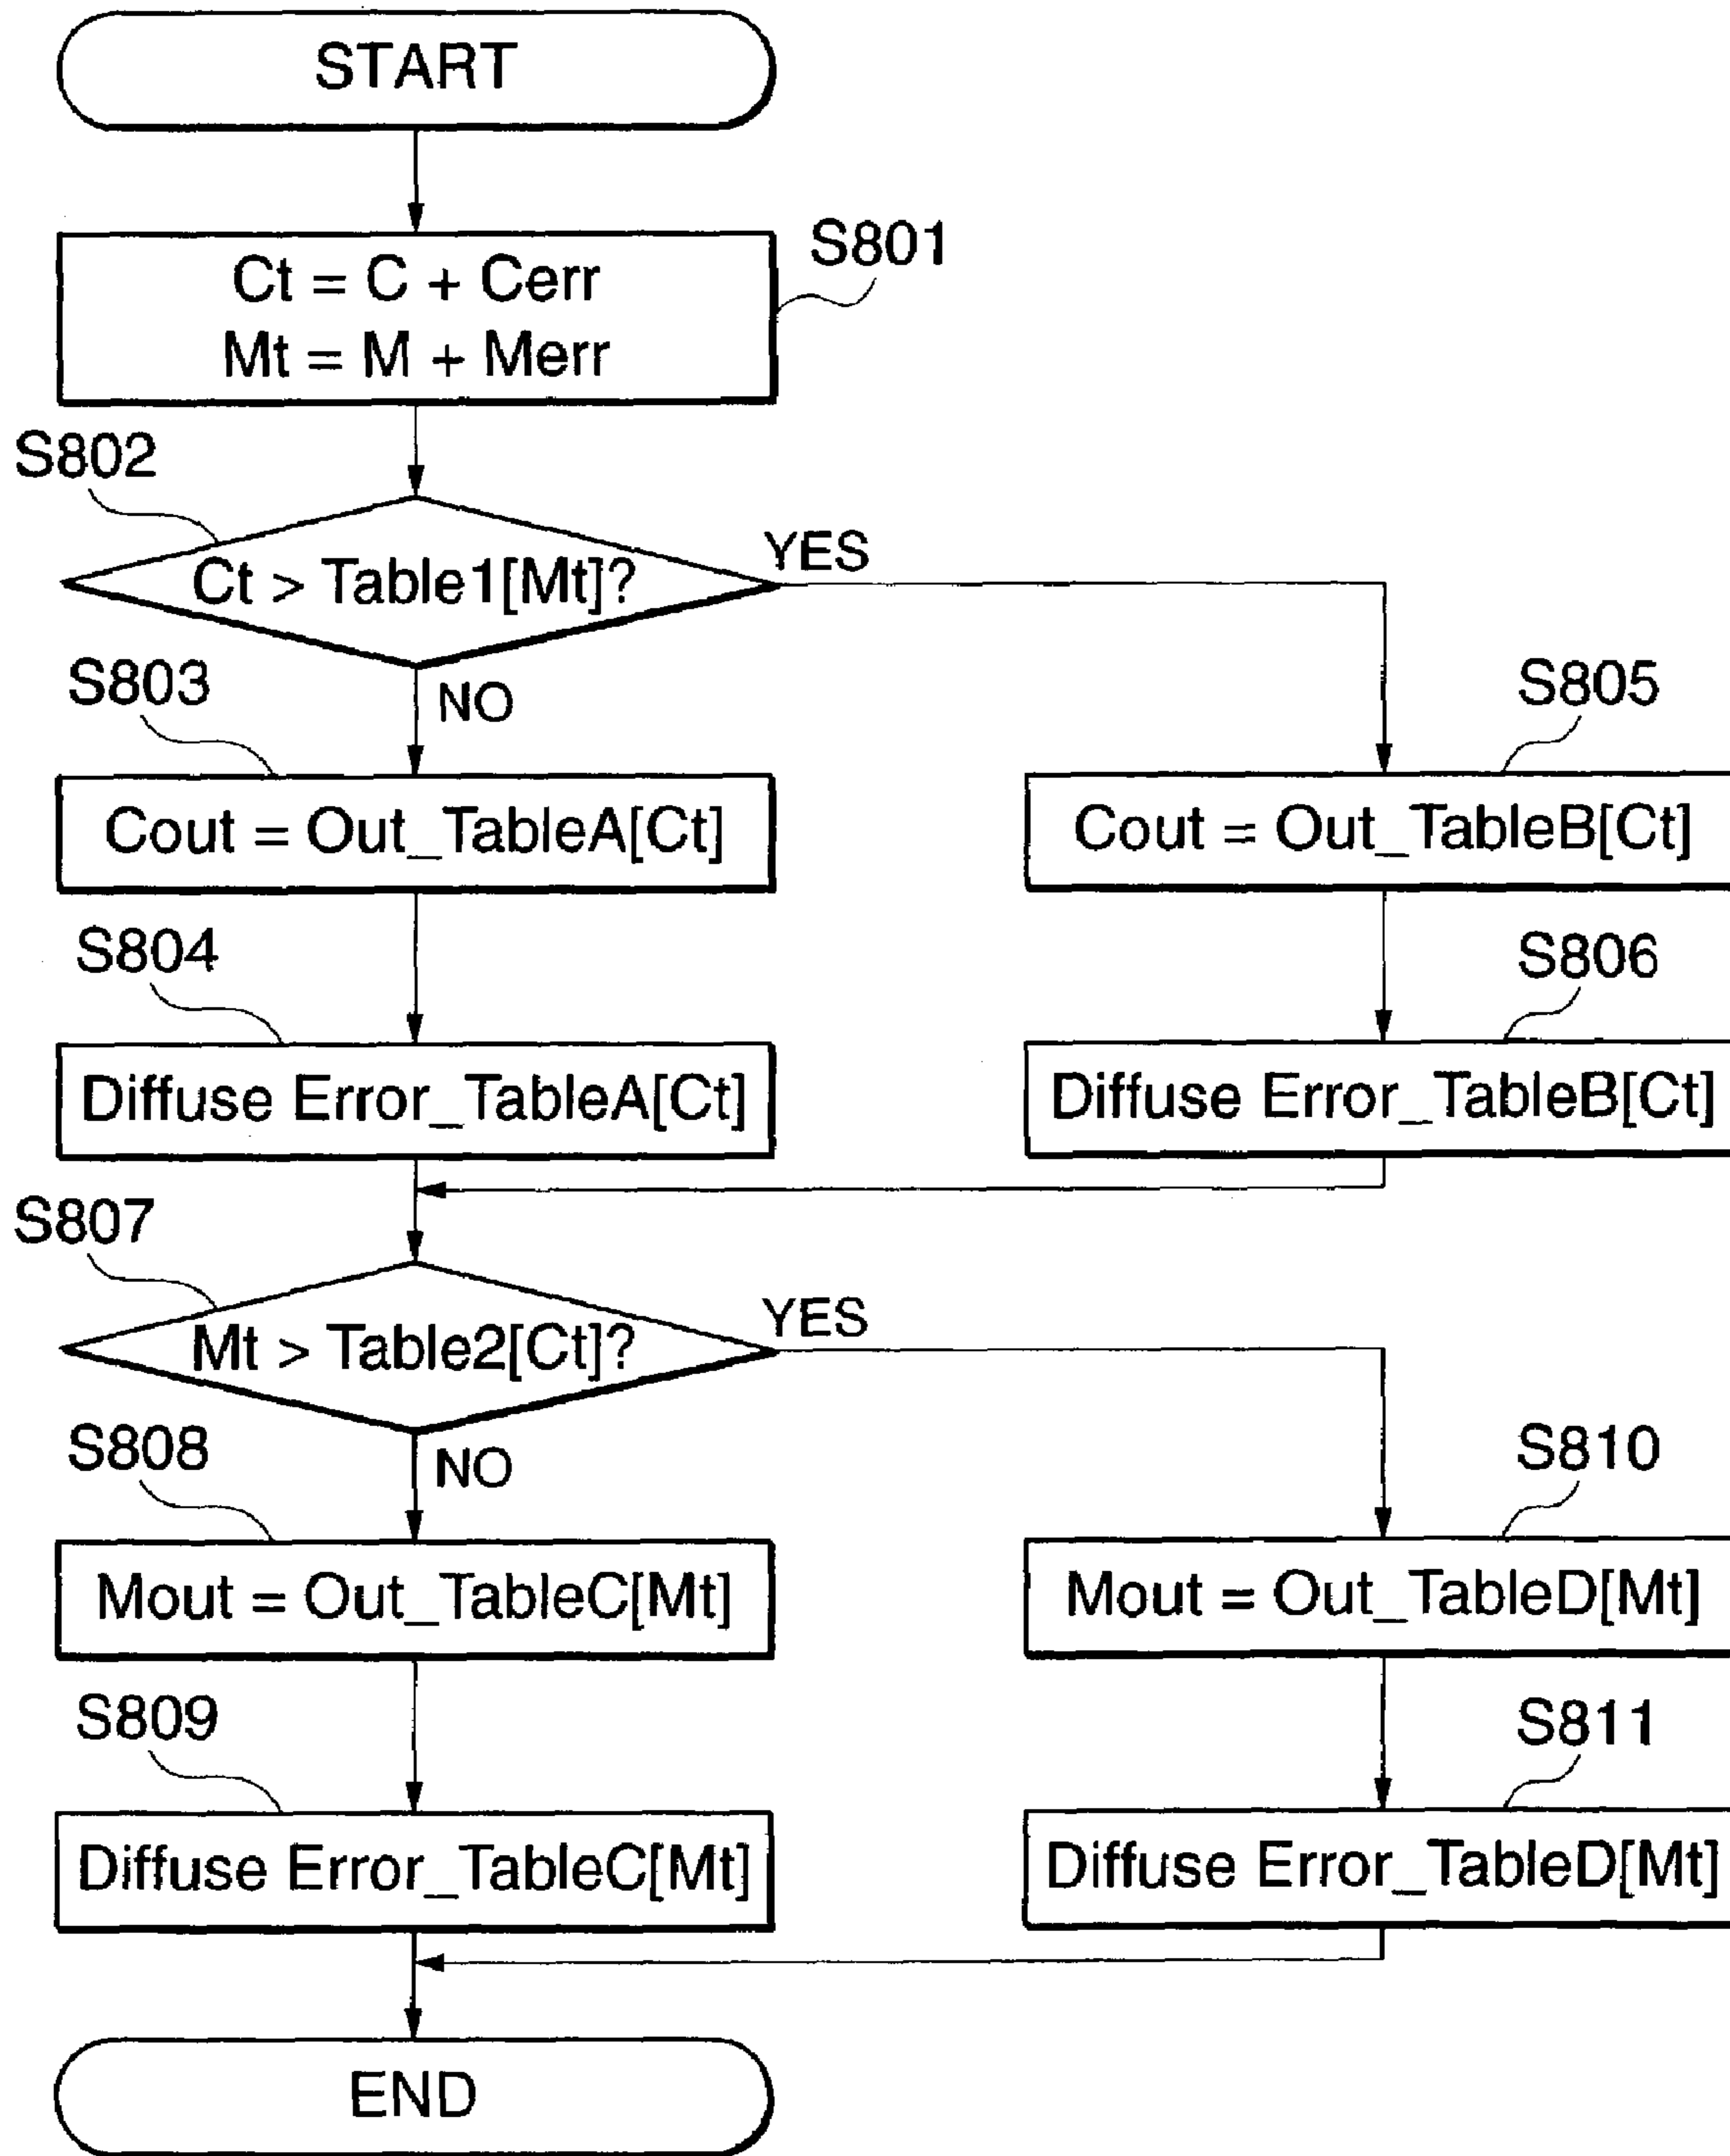 START
S801
Ct = C + Cerr
Mt = M + Merr
S802
Ct > Table1[Mt]?
YES
NO
S803
Cout = Out_TableA[Ct]
S805
Cout = Out_TableB[Ct]
S804
Diffuse Error_TableA[Ct]
S806
Diffuse Error_TableB[Ct]
S807
Mt > Table2[Ct]?
YES
NO
S808
Mout = Out_TableC[Mt]
S810
Mout = Out_TableD[Mt]
S809
Diffuse Error_TableC[Mt]
S811
Diffuse Error_TableD[Mt]
END